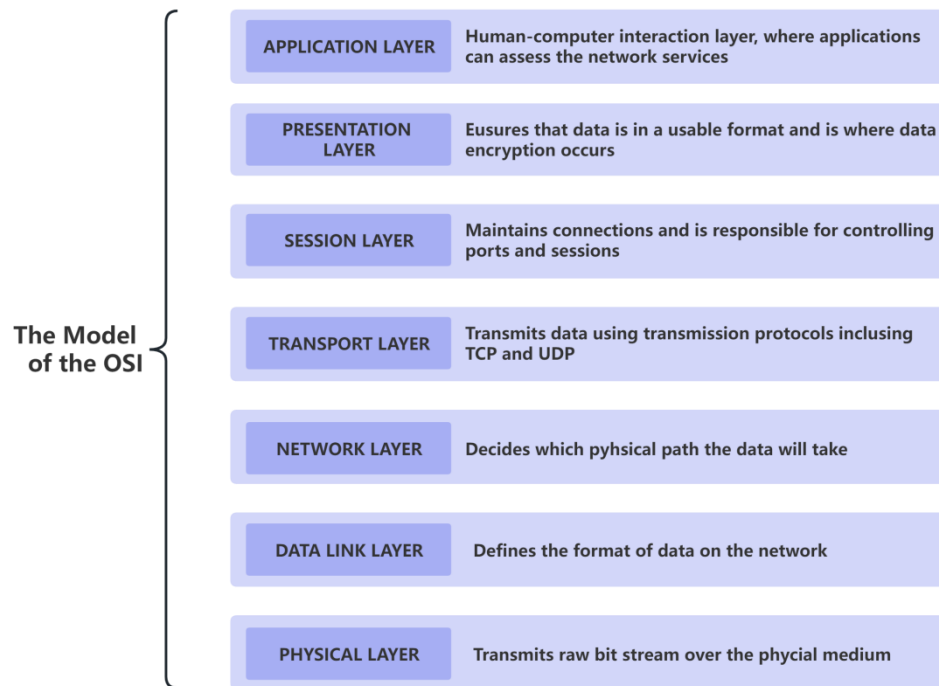 APPLICATION LAYER
Human-computer interaction layer, where applications
can assess the network services
PRESENTATION
LAYER
Eusures that data is in a usable format and is where data
encryption occurs
SESSION LAYER
Maintains connections and is responsible for controlling
ports and sessions
The Model
of the OSI
TRANSPORT LAYER
Transmits data using transmission protocols inclusing
TCP and UDP
NETWORK LAYER
Decides which pyhsical path the data will take
DATA LINK LAYER
Defines the format of data on the network
PHYSICAL LAYER
Transmits raw bit stream over the phycial medium